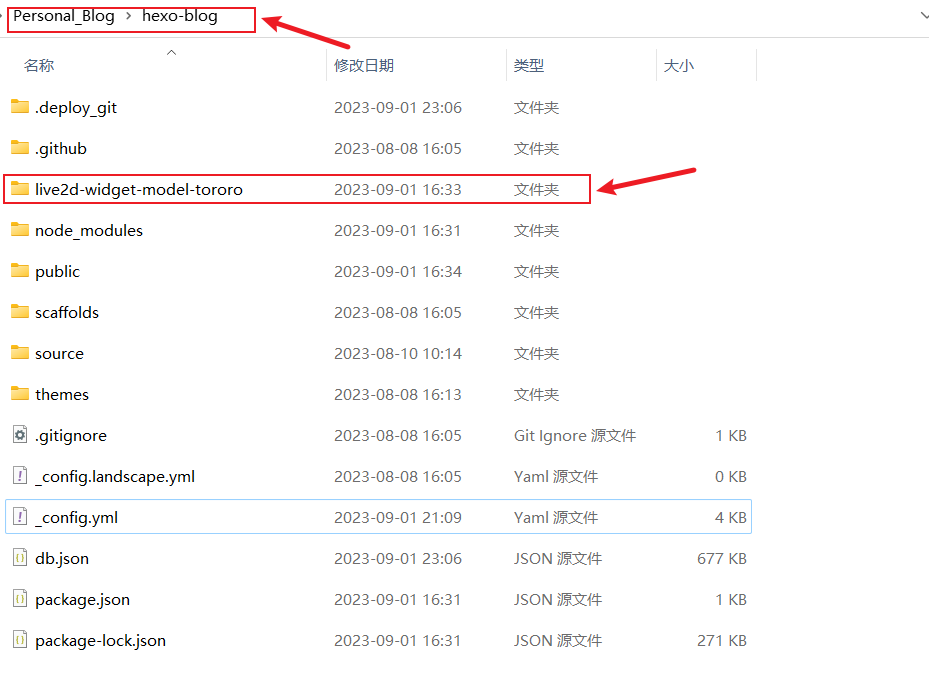 Personal_Blog > hexo-blog
名称 修改日期 类型 大小
.deploy_git 2023-09-01 23:06 文件夹
.github 2023-08-08 16:05 文件夹
live2d-widget-model-tororo 2023-09-01 16:33 文件夹
node_modules 2023-09-01 16:31 文件夹
public 2023-09-01 16:34 文件夹
scaffolds 2023-08-08 16:05 文件夹
source 2023-08-10 10:14 文件夹
themes 2023-08-08 16:13 文件夹
.gitignore 2023-08-08 16:05 Git Ignore 源文件 1 KB
_config.landscape.yml 2023-08-08 16:05 Yaml 源文件 0 KB
_config.yml 2023-09-01 21:09 Yaml 源文件 4 KB
db.json 2023-09-01 23:06 JSON 源文件 677 KB
package.json 2023-09-01 16:31 JSON 源文件 1 KB
package-lock.json 2023-09-01 16:31 JSON 源文件 271 KB